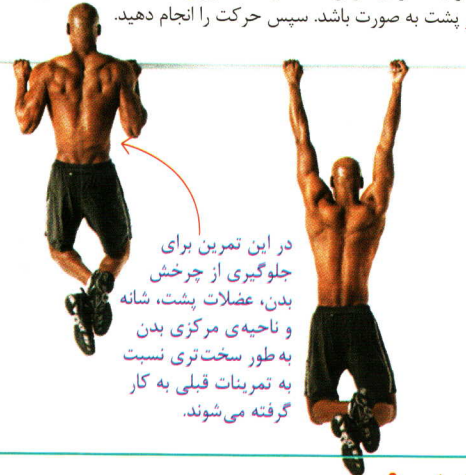 پشت به صورت باشد. سپس حرکت را انجام دهید.
در این تمرین برای
جلوگیری از چرخش
بدن، عضلات پشت، شانه
و ناحیه‌ی مرکزی بدن
به‌طور سخت‌تری نسبت
به تمرینات قبلی به کار
گرفته می‌شوند.